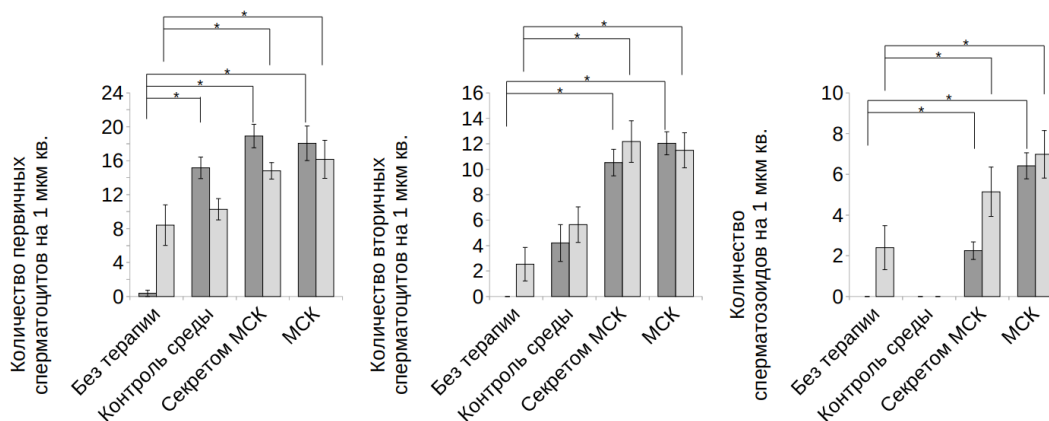 Количество первичных
сперматоцитов на 1 мкм кв.
*
*
*
*
*
24
20
16
12
8
4
0
Без терапии
Контроль среды
Секретом МСК
МСК
Количество вторичных
сперматоцитов на 1 мкм кв.
*
*
*
*
16
14
12
10
8
6
4
2
0
Без терапии
Контроль среды
Секретом МСК
МСК
Количество
сперматозоидов на 1 мкм кв.
*
*
*
*
10
8
6
4
2
0
Без терапии
Контроль среды
Секретом МСК
МСК